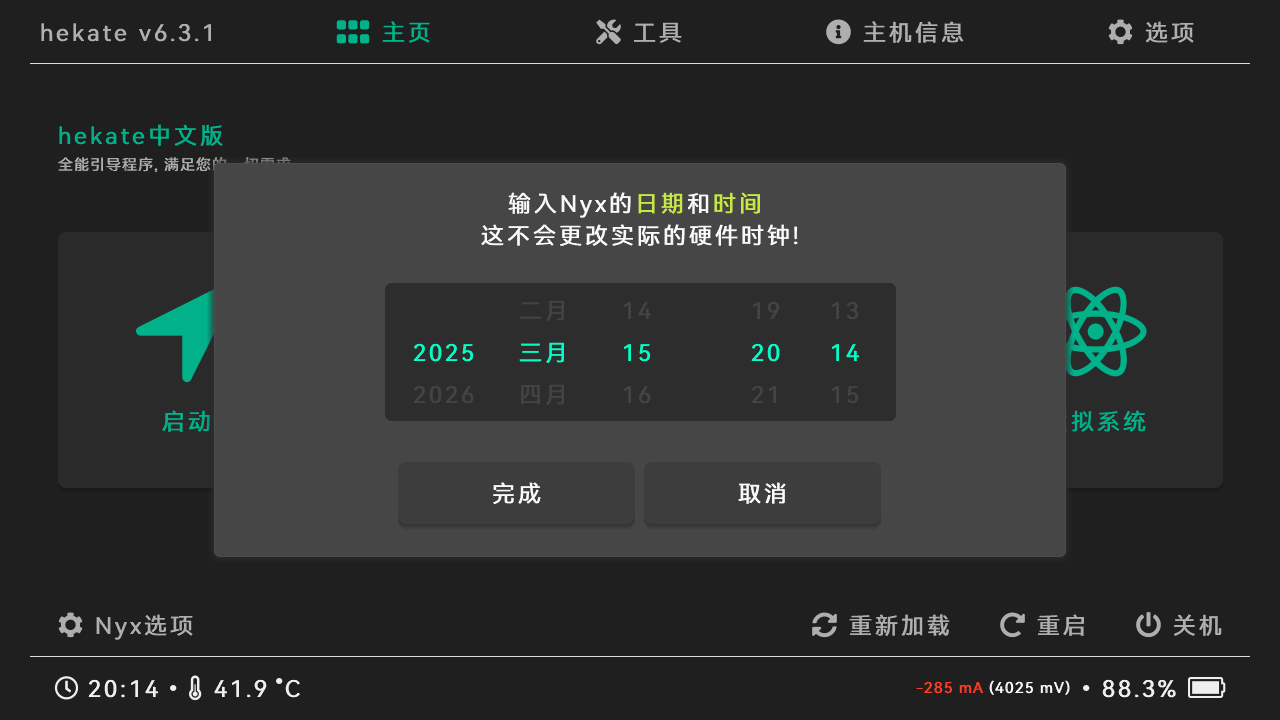 hekate v6.3.1 主页 工具 主机信息 选项
hekate中文版
全能引导程序, 满足您的
输入Nyx的日期和时间
这不会更改实际的硬件时钟!
二月 14 19 13
2025 三月 15 20 14
2026 四月 16 21 15
启动 拟系统
完成 取消
Nyx选项 重新加载 重启 关机
20:14 • 41.9 °C -285 mA (4025 mV) • 88.3%